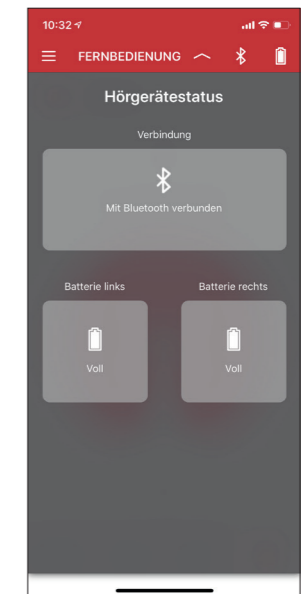 10:32
FERNBEDIENUNG
Hörgerätestatus
Verbindung
Mit Bluetooth verbunden
Batterie links Batterie rechts
Voll Voll